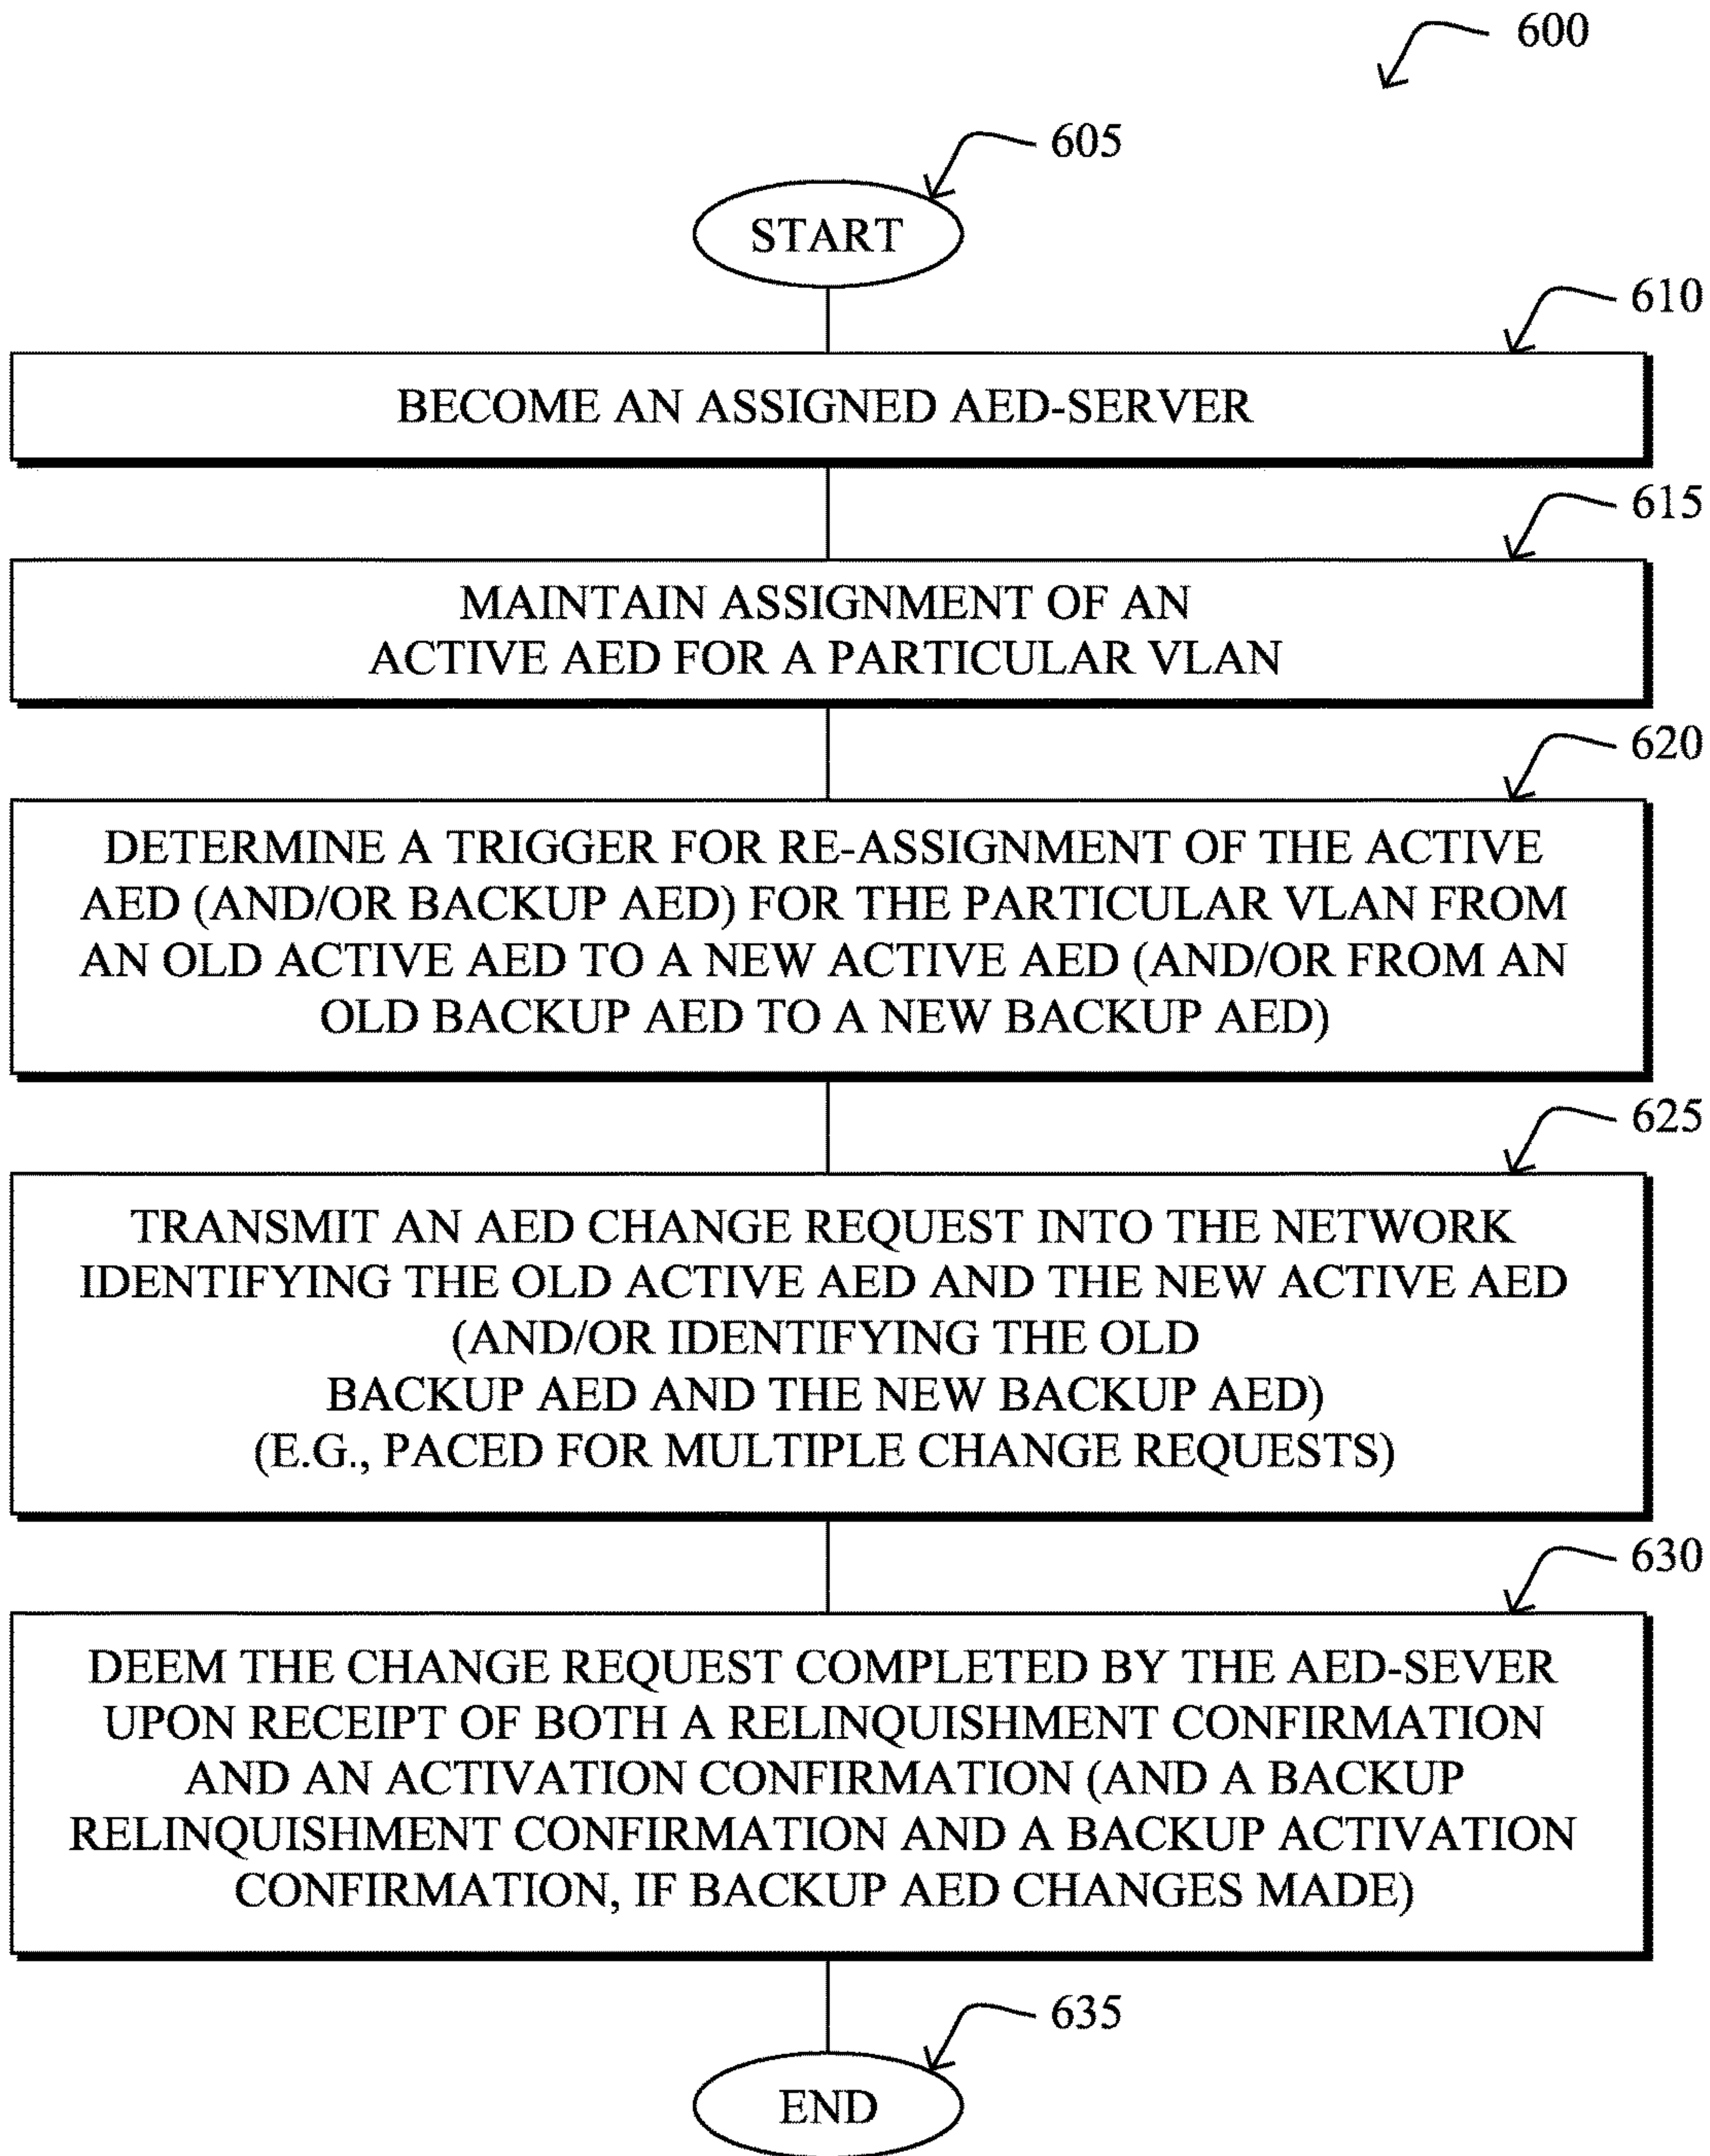 600
605
START
610
BECOME AN ASSIGNED AED-SERVER
615
MAINTAIN ASSIGNMENT OF AN
ACTIVE AED FOR A PARTICULAR VLAN
620
DETERMINE A TRIGGER FOR RE-ASSIGNMENT OF THE ACTIVE
AED (AND/OR BACKUP AED) FOR THE PARTICULAR VLAN FROM
AN OLD ACTIVE AED TO A NEW ACTIVE AED (AND/OR FROM AN
OLD BACKUP AED TO A NEW BACKUP AED)
625
TRANSMIT AN AED CHANGE REQUEST INTO THE NETWORK
IDENTIFYING THE OLD ACTIVE AED AND THE NEW ACTIVE AED
(AND/OR IDENTIFYING THE OLD
BACKUP AED AND THE NEW BACKUP AED)
(E.G., PACED FOR MULTIPLE CHANGE REQUESTS)
630
DEEM THE CHANGE REQUEST COMPLETED BY THE AED-SEVER
UPON RECEIPT OF BOTH A RELINQUISHMENT CONFIRMATION
AND AN ACTIVATION CONFIRMATION (AND A BACKUP
RELINQUISHMENT CONFIRMATION AND A BACKUP ACTIVATION
CONFIRMATION, IF BACKUP AED CHANGES MADE)
635
END